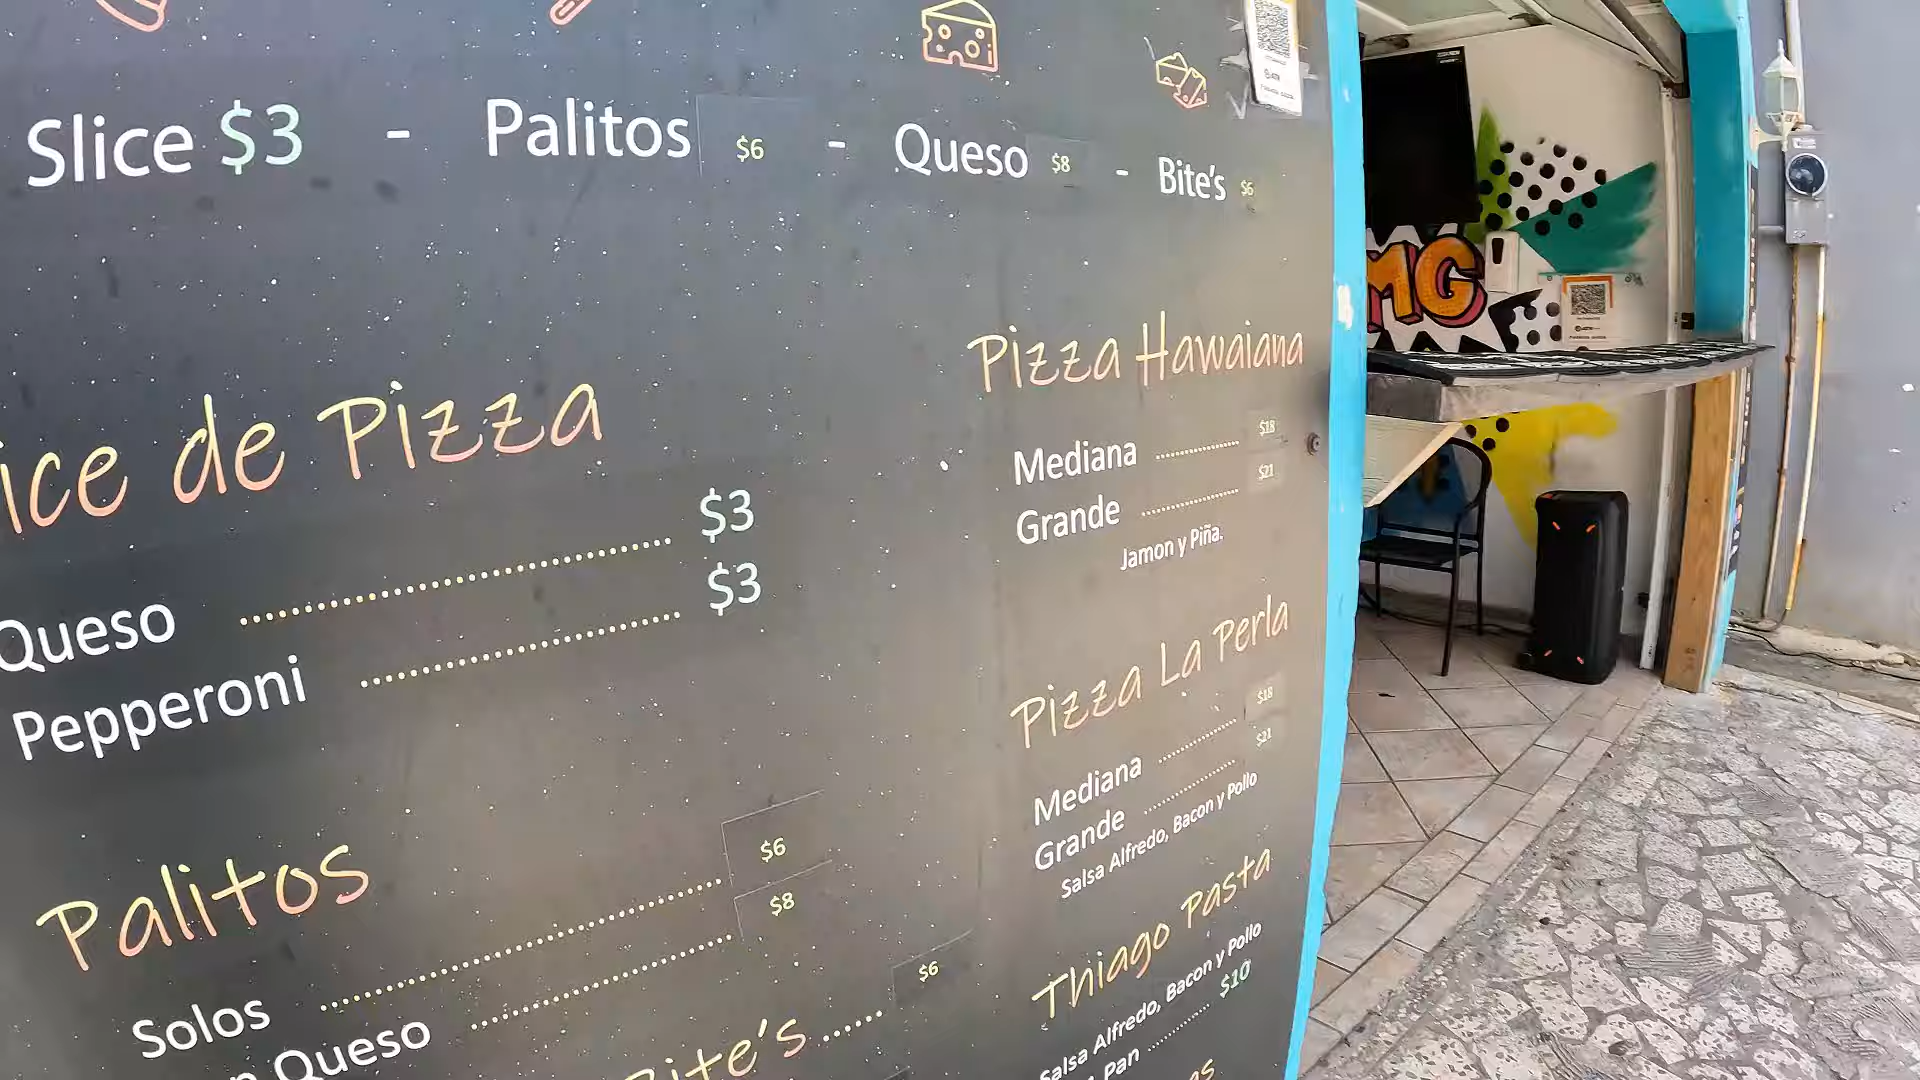 Slice $3 - Palitos $6 - Queso $8 - Bite's $6
ice de Pizza
Queso $3
Pepperoni $3
Palitos
Solos $6
n Queso $8
Bite's $6
Pizza Hawaiana
Mediana $18
Grande $21
Jamon y Piña.
Pizza La Perla
Mediana $18
Grande $21
Salsa Alfredo, Bacon y Pollo
Thiago Pasta
Salsa Alfredo, Bacon y Pollo
Pan $10
as
MG